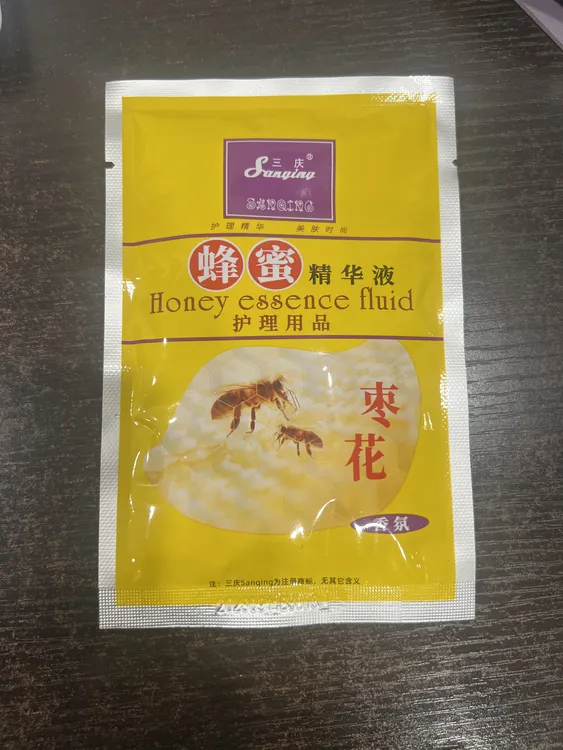 三庆®
Sanqing
SANQING
护理精华 美肤时尚
蜂蜜精华液
Honey essence fluid
护理用品
枣花
香氛
注：三庆Sanqing为注册商标，无其它含义